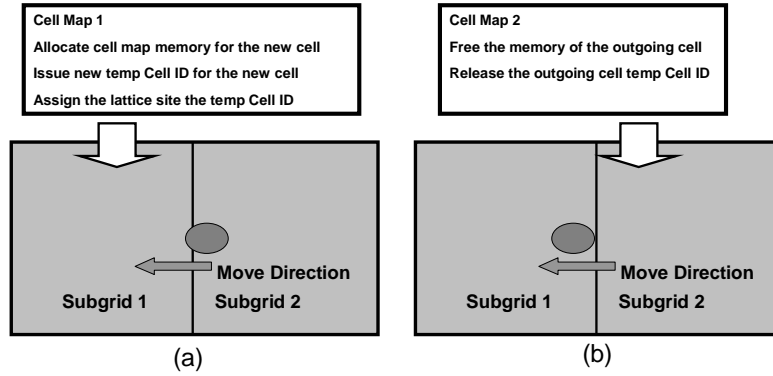 Cell Map 1
Allocate cell map memory for the new cell
Issue new temp Cell ID for the new cell
Assign the lattice site the temp Cell ID
Move Direction
Subgrid 1
Subgrid 2
(a)
Cell Map 2
Free the memory of the outgoing cell
Release the outgoing cell temp Cell ID
Move Direction
Subgrid 1
Subgrid 2
(b)